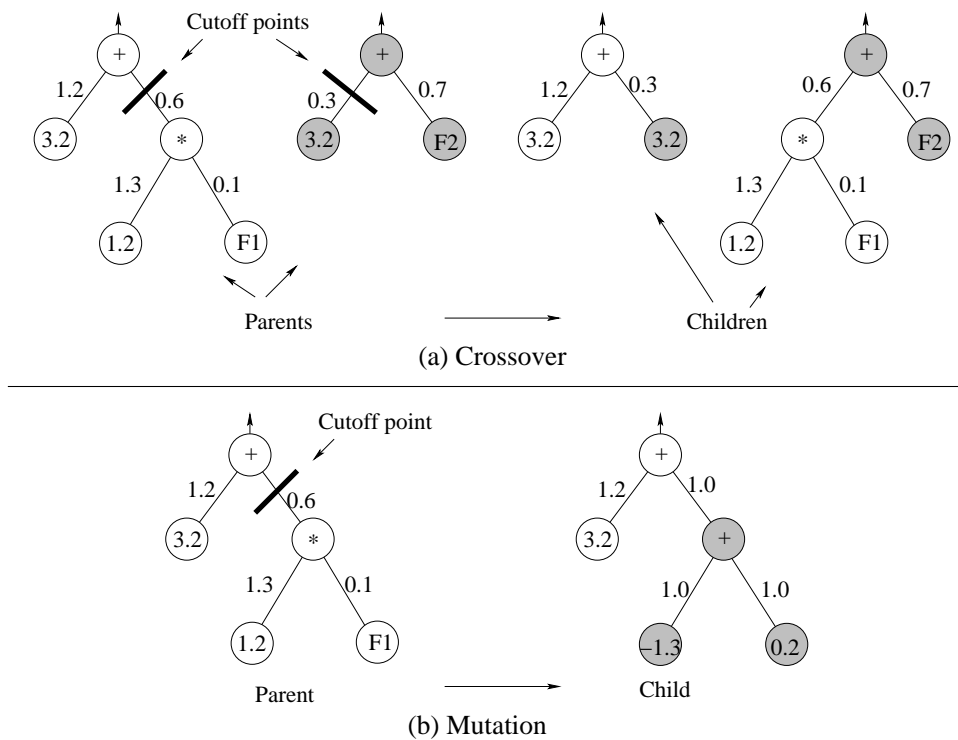 Cutoff points
+ + + +
1.2 0.6 0.3 0.7 1.2 0.3 0.6 0.7
3.2 * 3.2 F2 3.2 3.2 * F2
1.3 0.1 1.3 0.1
1.2 F1 1.2 F1
Parents Children
(a) Crossover
Cutoff point
+ +
1.2 0.6 1.2 1.0
3.2 * 3.2 +
1.3 0.1 1.0 1.0
1.2 F1 −1.3 0.2
Parent Child
(b) Mutation